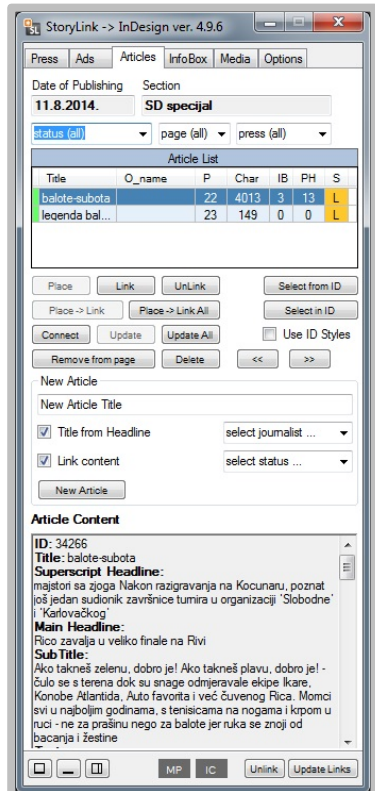 StoryLink -> InDesign ver. 4.9.6
Press Ads Articles InfoBox Media Options
Date of Publishing Section
11.8.2014. SD specijal
status (all) page (all) press (all)
Article List
Title O_name P Char IB PH S
balote-subota 22 4013 3 13 L
legenda bal... 23 149 0 0 L
Place Link UnLink Select from ID
Place -> Link Place -> Link All Select in ID
Connect Update Update All Use ID Styles
Remove from page Delete << >>
New Article
New Article Title
Title from Headline select journalist ...
Link content select status ...
New Article
Article Content
ID: 34266
Title: balote-subota
Superscript Headline:
majstori sa zjoga Nakon razigravanja na Kocunaru, poznat
još jedan sudionik završnice turnira u organizaciji 'Slobodne'
i 'Karlovačkog'
Main Headline:
Rico zavalja u veliko finale na Rivi
SubTitle:
Ako takneš zelenu, dobro je! Ako takneš plavu, dobro je! -
čulo se s terena dok su snage odmjeravale ekipe Ikare,
Konobe Atlantida, Auto favorita i već čuvenog Rica. Momci
svi u najboljim godinama, s tenisicama na nogama i krpom u
ruci - ne za prašinu nego za balote jer ruka se znoji od
bacanja i žestine
MP IC Unlink Update Links